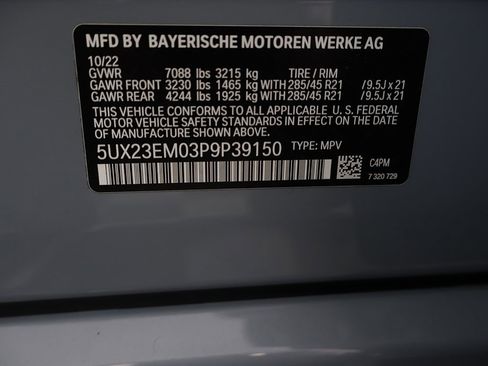 MFD BY BAYERISCHE MOTOREN WERKE AG
10/22
GVWR 7088 lbs 3215 kg TIRE / RIM
GAWR FRONT 3230 lbs 1465 kg WITH 285/45 R21 / 9.5J x 21
GAWR REAR 4244 lbs 1925 kg WITH 285/45 R21 / 9.5J x 21
THIS VEHICLE CONFORMS TO ALL APPLICABLE U. S. FEDERAL
MOTOR VEHICLE SAFETY STANDARDS IN EFFECT ON THE
DATE OF MANUFACTURE SHOWN ABOVE.
5UX23EM03P9P39150 TYPE: MPV
C4PM
7 320 729